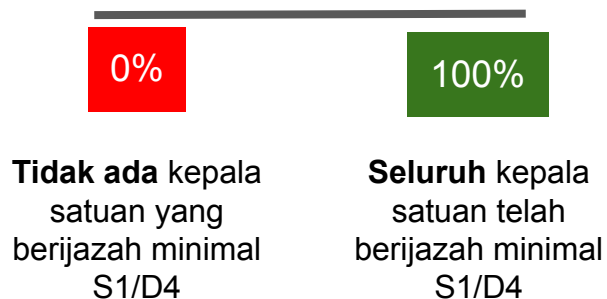 0%
100%
Tidak ada kepala
satuan yang
berijazah minimal
S1/D4
Seluruh kepala
satuan telah
berijazah minimal
S1/D4